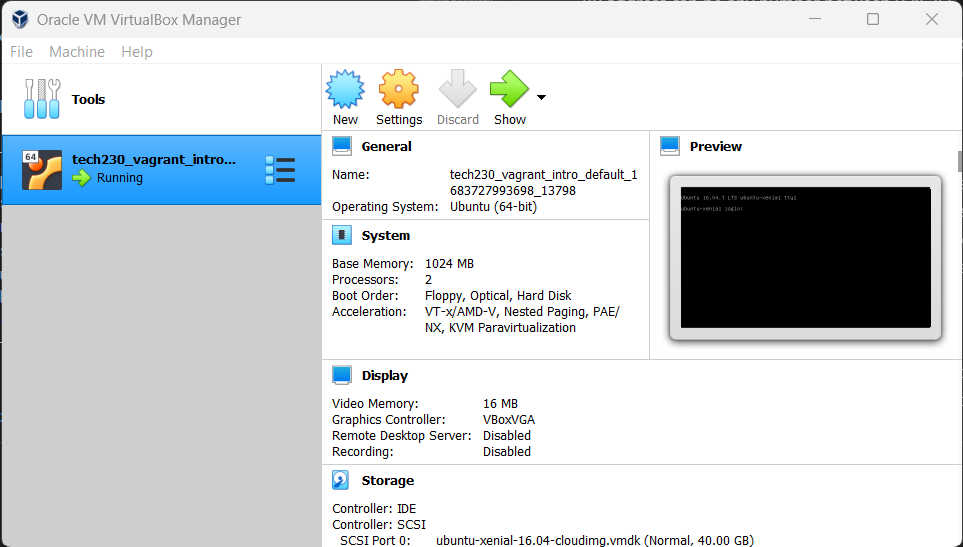 Oracle VM VirtualBox Manager
File Machine Help
Tools
New Settings Discard Show
64
tech230_vagrant_intro...
Running
General
Name: tech230_vagrant_intro_default_1
683727993698_13798
Operating System: Ubuntu (64-bit)
Preview
Ubuntu 16.04.7 LTS ubuntu-xenial tty1
ubuntu-xenial login:
System
Base Memory: 1024 MB
Processors: 2
Boot Order: Floppy, Optical, Hard Disk
Acceleration: VT-x/AMD-V, Nested Paging, PAE/
NX, KVM Paravirtualization
Display
Video Memory: 16 MB
Graphics Controller: VBoxVGA
Remote Desktop Server: Disabled
Recording: Disabled
Storage
Controller: IDE
Controller: SCSI
SCSI Port 0: ubuntu-xenial-16.04-cloudimg.vmdk (Normal, 40.00 GB)